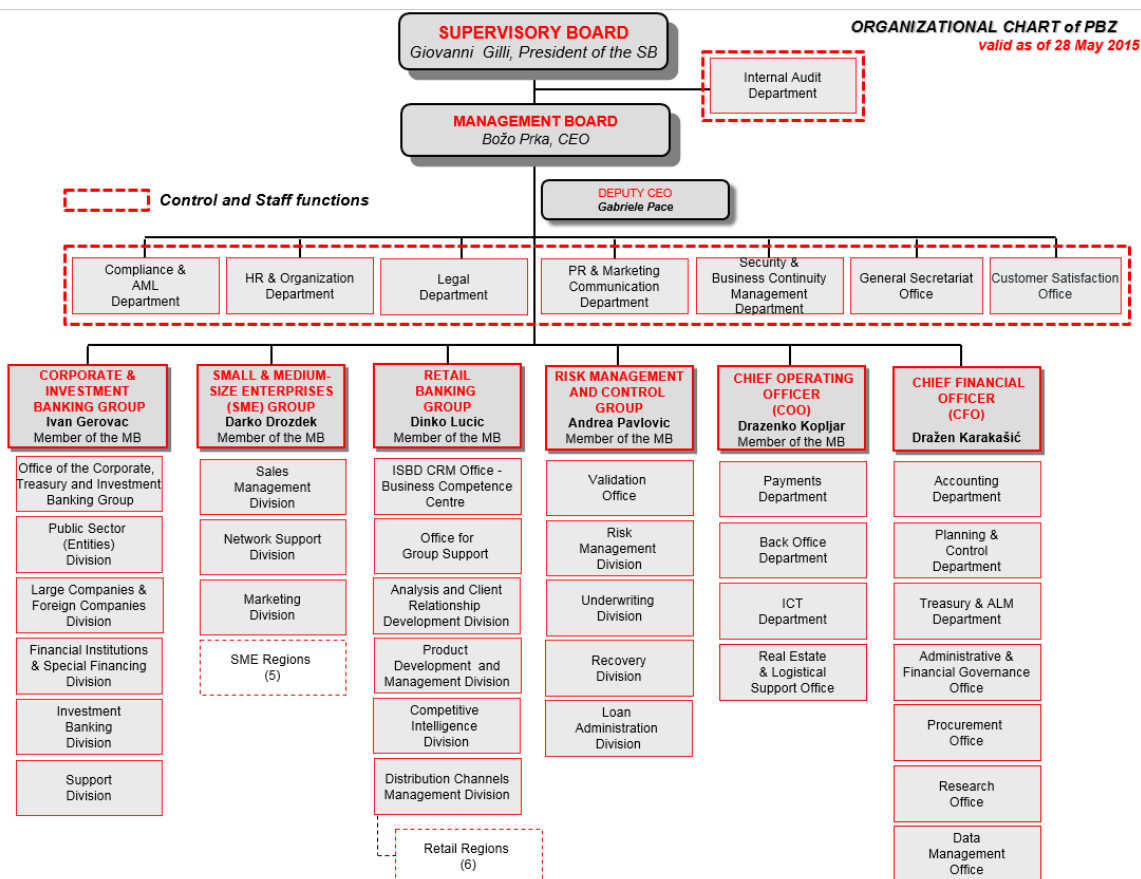 SUPERVISORY BOARD
Giovanni Gilli, President of the SB
ORGANIZATIONAL CHART of PBZ
valid as of 28 May 2015
Internal Audit
Department
MANAGEMENT BOARD
Božo Prka, CEO
DEPUTY CEO
Gabriele Pace
Control and Staff functions
Compliance &
AML
Department
HR & Organization
Department
Legal
Department
PR & Marketing
Communication
Department
Security &
Business Continuity
Management
Department
General Secretariat
Office
Customer Satisfaction
Office
CORPORATE &
INVESTMENT
BANKING GROUP
Ivan Gerovac
Member of the MB
Office of the Corporate,
Treasury and Investment
Banking Group
Public Sector
(Entities)
Division
Large Companies &
Foreign Companies
Division
Financial Institutions
& Special Financing
Division
Investment
Banking
Division
Support
Division
SMALL & MEDIUM-
SIZE ENTERPRISES
(SME) GROUP
Darko Drozdek
Member of the MB
Sales
Management
Division
Network Support
Division
Marketing
Division
SME Regions
(5)
RETAIL
BANKING
GROUP
Dinko Lucic
Member of the MB
ISBD CRM Office -
Business Competence
Centre
Office for
Group Support
Analysis and Client
Relationship
Development Division
Product
Development and
Management Division
Competitive
Intelligence
Division
Distribution Channels
Management Division
Retail Regions
(6)
RISK MANAGEMENT
AND CONTROL
GROUP
Andrea Pavlovic
Member of the MB
Validation
Office
Risk
Management
Division
Underwriting
Division
Recovery
Division
Loan
Administration
Division
CHIEF OPERATING
OFFICER
(COO)
Drazenko Kopljar
Member of the MB
Payments
Department
Back Office
Department
ICT
Department
Real Estate
& Logistical
Support Office
CHIEF FINANCIAL
OFFICER
(CFO)
Dražen Karakašić
Accounting
Department
Planning &
Control
Department
Treasury & ALM
Department
Administrative &
Financial Governance
Office
Procurement
Office
Research
Office
Data
Management
Office